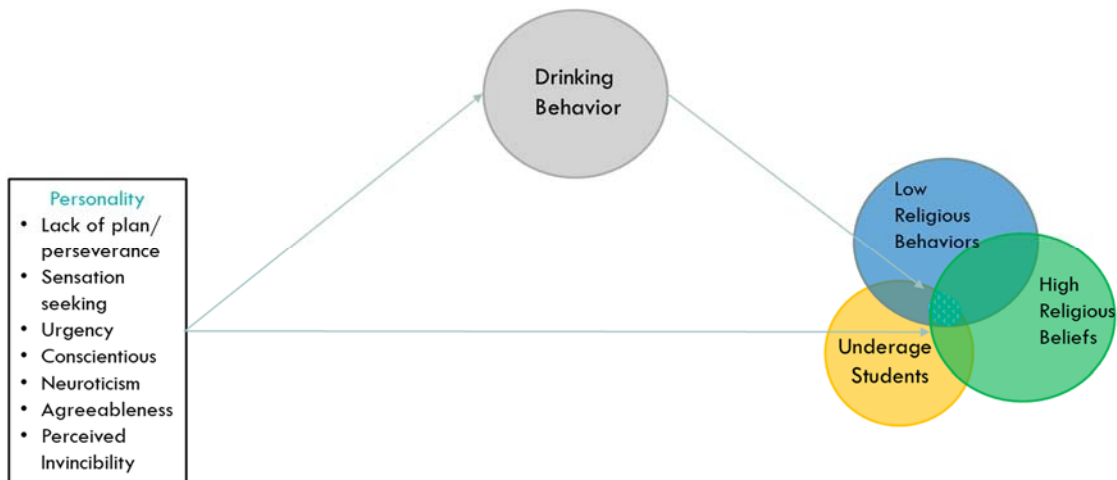 Drinking
Behavior
Personality
• Lack of plan/
perseverance
• Sensation
seeking
• Urgency
• Conscientious
• Neuroticism
• Agreeableness
• Perceived
Invincibility
Low
Religious
Behaviors
High
Religious
Beliefs
Underage
Students